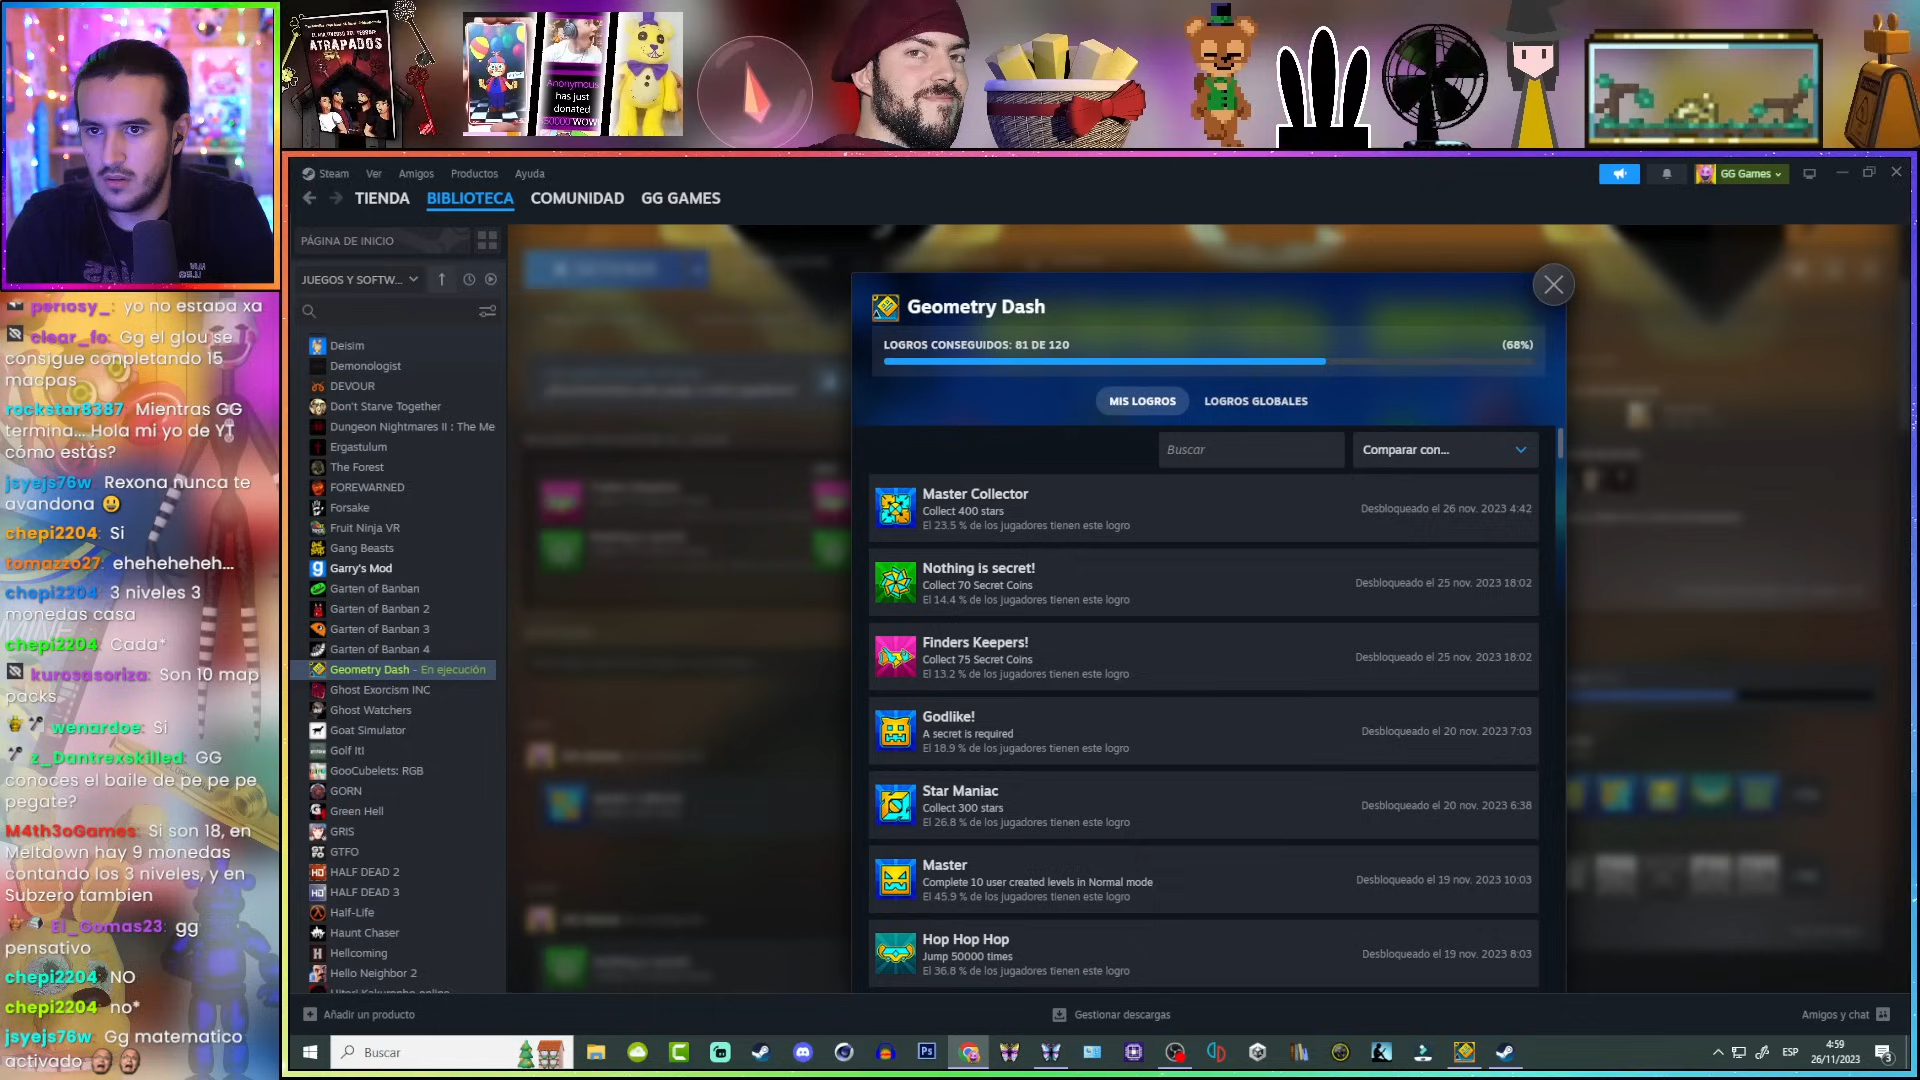 ATRAPADOS
Anonymous
has just
donated
50000 WOW
periosy_: yo no estaba xa
clear_fo: Gg el glou se
consigue conpletando 15
macpas
rockstar8387 Mientras GG
termina... Hola mi yo de YT
cómo estás?
jsyejs76w: Rexona nunca te
avandona
chepi2204: Si
tomazzo27: eheheheheh...
chepi2204: 3 niveles 3
monedas casa
chepi2204: Cada*
kurosasoriza: Son 10 map
packs
wenardoe: Si
z_Dantrexskilled: GG
conoces el baile de pe pe pe
pegate?
M4th3oGames: Si son 18, en
Meltdown hay 9 monedas
contando los 3 niveles, y en
Subzero tambien
El_Gomas23: gg
pensativo
chepi2204: NO
chepi2204: no*
jsyejs76w: Gg matematico
activado
Steam Ver Amigos Productos Ayuda
GG Games
TIENDA BIBLIOTECA COMUNIDAD GG GAMES
PÁGINA DE INICIO
JUEGOS Y SOFTW...
Deisim
Demonologist
DEVOUR
Don't Starve Together
Dungeon Nightmares II : The Me
Ergastulum
The Forest
FOREWARNED
Forsake
Fruit Ninja VR
Gang Beasts
Garry's Mod
Garten of Banban
Garten of Banban 2
Garten of Banban 3
Garten of Banban 4
Geometry Dash - En ejecución
Ghost Exorcism INC
Ghost Watchers
Goat Simulator
Golf It!
GooCubelets: RGB
GORN
Green Hell
GRIS
GTFO
HALF DEAD 2
HALF DEAD 3
Half-Life
Haunt Chaser
Hellcoming
Hello Neighbor 2
Geometry Dash
LOGROS CONSEGUIDOS: 81 DE 120 (68%)
MIS LOGROS LOGROS GLOBALES
Buscar Comparar con...
Master Collector
Collect 400 stars
El 23.5 % de los jugadores tienen este logro
Desbloqueado el 26 nov. 2023 4:42
Nothing is secret!
Collect 70 Secret Coins
El 14.4 % de los jugadores tienen este logro
Desbloqueado el 25 nov. 2023 18:02
Finders Keepers!
Collect 75 Secret Coins
El 13.2 % de los jugadores tienen este logro
Desbloqueado el 25 nov. 2023 18:02
Godlike!
A secret is required
El 18.9 % de los jugadores tienen este logro
Desbloqueado el 20 nov. 2023 7:03
Star Maniac
Collect 300 stars
El 26.8 % de los jugadores tienen este logro
Desbloqueado el 20 nov. 2023 6:38
Master
Complete 10 user created levels in Normal mode
El 45.9 % de los jugadores tienen este logro
Desbloqueado el 19 nov. 2023 10:03
Hop Hop Hop
Jump 50000 times
El 36.8 % de los jugadores tienen este logro
Desbloqueado el 19 nov. 2023 8:03
Añadir un producto
Gestionar descargas
Amigos y chat
Buscar
ESP
4:59
26/11/2023
3